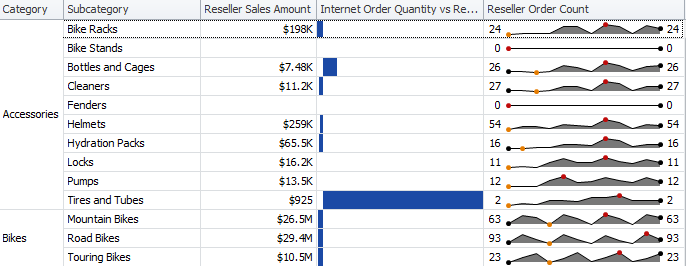 Category Subcategory Reseller Sales Amount Internet Order Quantity vs Re... Reseller Order Count
Bike Racks $198K 24 24
Bike Stands 0 0
Bottles and Cages $7.48K 26 26
Cleaners $11.2K 27 27
Fenders 0 0
Accessories
Helmets $259K 54 54
Hydration Packs $65.5K 16 16
Locks $16.2K 11 11
Pumps $13.5K 12 12
Tires and Tubes $925 2 2
Mountain Bikes $26.5M 63 63
Bikes Road Bikes $29.4M 93 93
Touring Bikes $10.5M 23 23